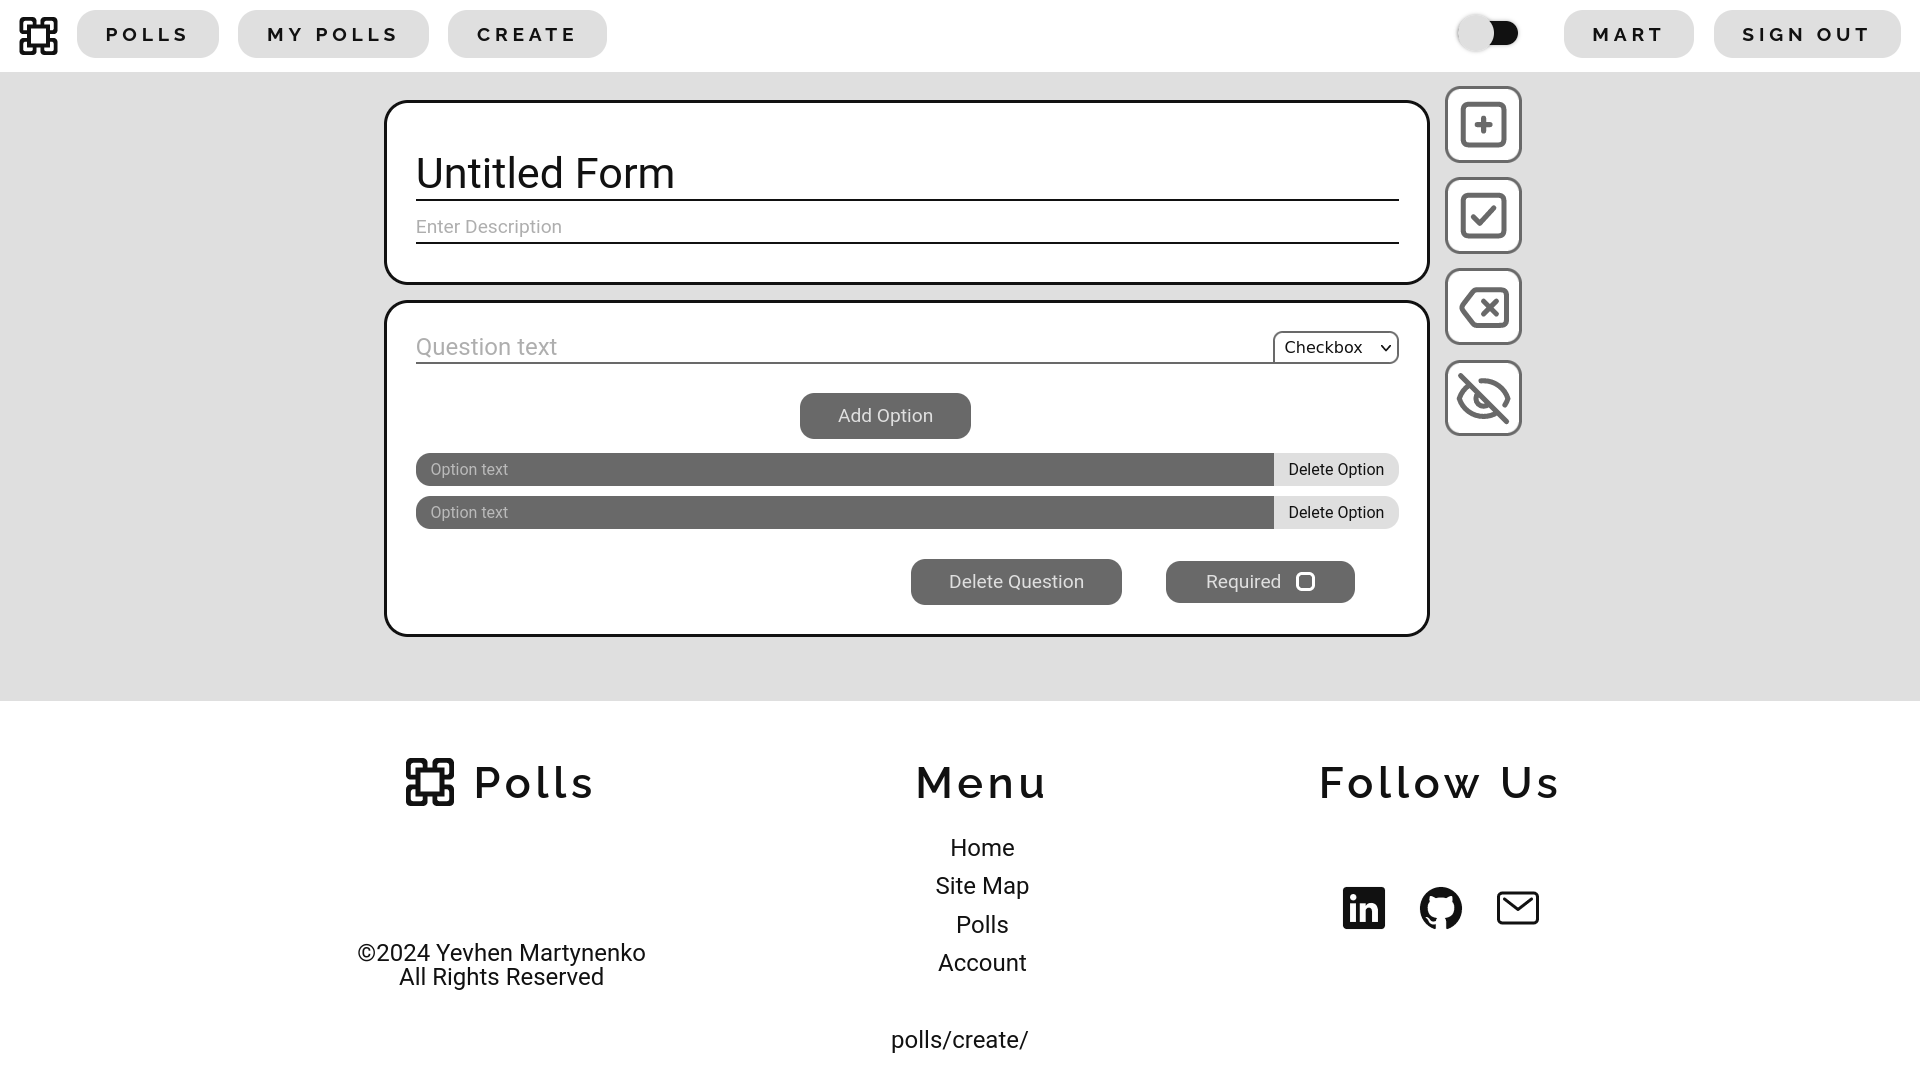 POLLS
MY POLLS
CREATE
MART
SIGN OUT
Untitled Form
Enter Description
Question text
Checkbox
Add Option
Option text
Delete Option
Option text
Delete Option
Delete Question
Required
Polls
©2024 Yevhen Martynenko
All Rights Reserved
Menu
Home
Site Map
Polls
Account
Follow Us
in
polls/create/